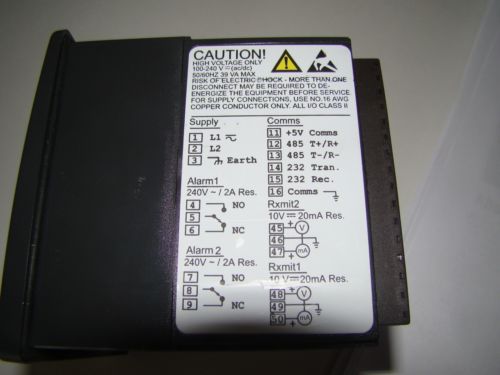 CAUTION!
HIGH VOLTAGE ONLY
100-240 V ⎓ (ac/dc)
50/60HZ 39 VA MAX
RISK OF ELECTRIC SHOCK - MORE THAN ONE
DISCONNECT MAY BE REQUIRED TO DE-
ENERGIZE THE EQUIPMENT BEFORE SERVICE
FOR SUPPLY CONNECTIONS, USE NO.16 AWG
COPPER CONDUCTOR ONLY. ALL I/O CLASS II
Supply
1 L1 ~
2 L2
3 Earth
Alarm1
240V ~ / 2A Res.
4 NO
5
6 NC
Alarm2
240V ~ / 2A Res.
7 NO
8
9 NC
Comms
11 +5V Comms
12 485 T+/R+
13 485 T-/R-
14 232 Tran.
15 232 Rec.
16 Comms
Rxmit2
10V ⎓ 20mA Res.
45 + V
46
47 + mA
Rxmit1
10 V ⎓ 20mA Res.
48 + V
49
50 + mA